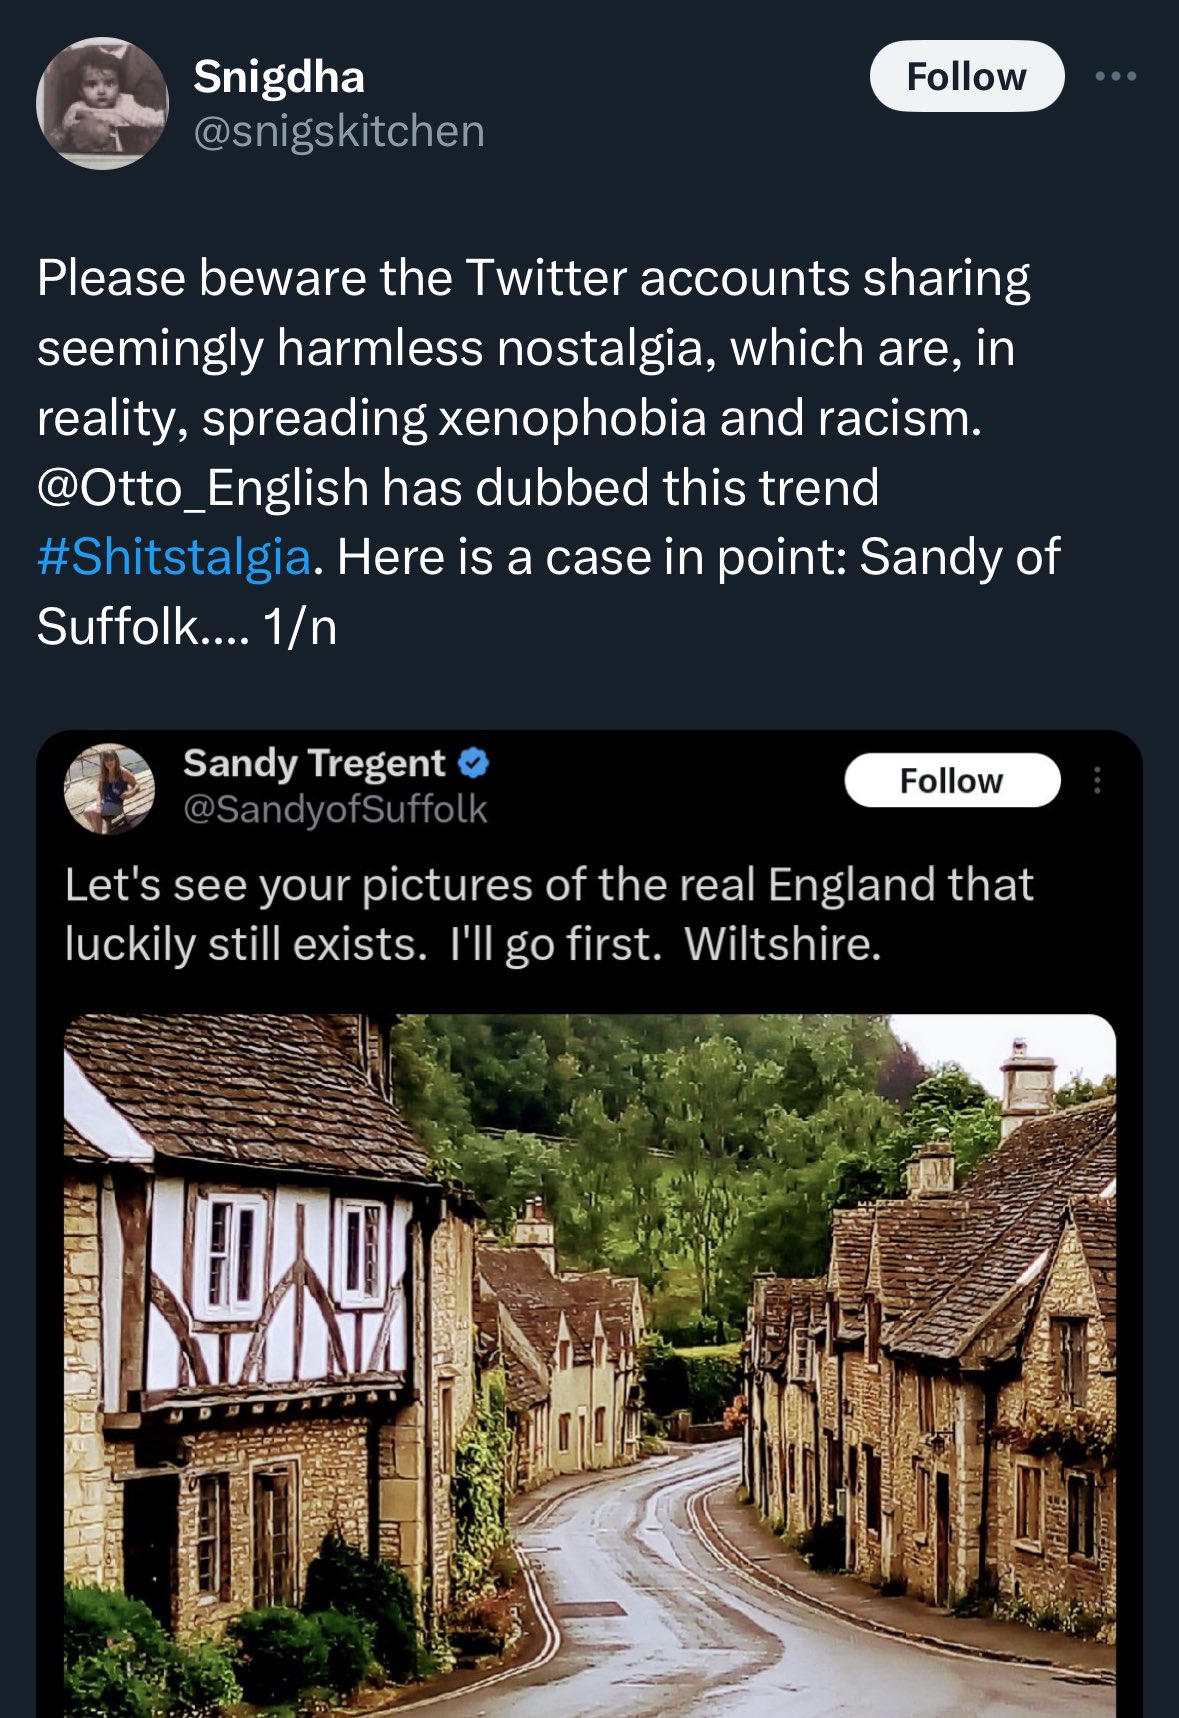 Snigdha
@snigskitchen
Follow
Please beware the Twitter accounts sharing
seemingly harmless nostalgia, which are, in
reality, spreading xenophobia and racism.
@Otto_English has dubbed this trend
#Shitstalgia. Here is a case in point: Sandy of
Suffolk.... 1/n
Sandy Tregent
@SandyofSuffolk
Follow
Let's see your pictures of the real England that
luckily still exists.  I'll go first.  Wiltshire.